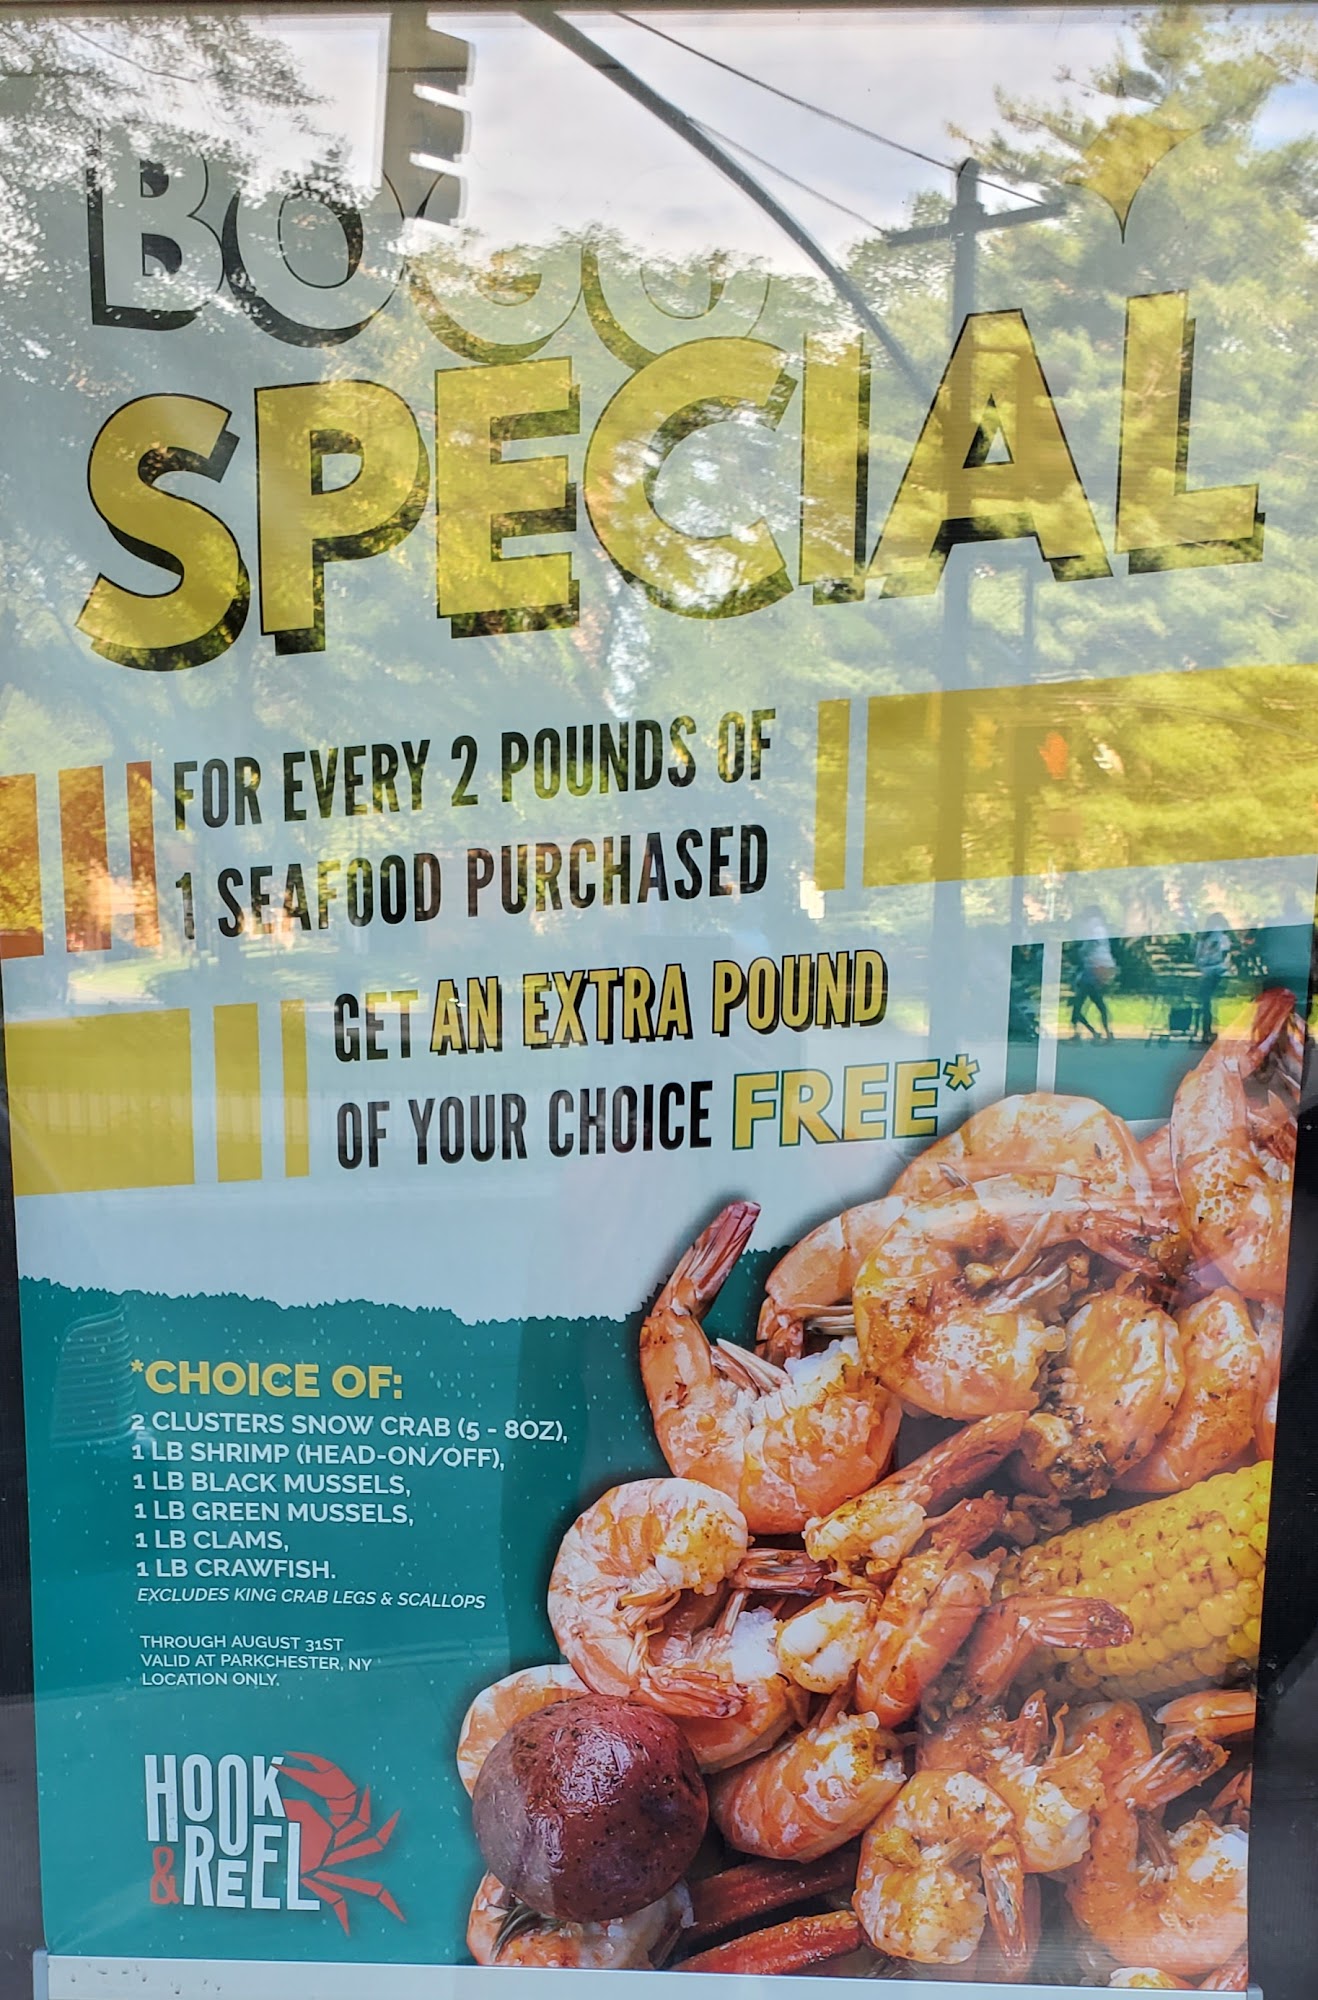 BOGO
SPECIAL
FOR EVERY 2 POUNDS OF
1 SEAFOOD PURCHASED
GET AN EXTRA POUND
OF YOUR CHOICE FREE*
*CHOICE OF:
2 CLUSTERS SNOW CRAB (5 - 8OZ),
1 LB SHRIMP (HEAD-ON/OFF),
1 LB BLACK MUSSELS,
1 LB GREEN MUSSELS,
1 LB CLAMS,
1 LB CRAWFISH.
EXCLUDES KING CRAB LEGS & SCALLOPS
THROUGH AUGUST 31ST
VALID AT PARKCHESTER, NY
LOCATION ONLY.
HOOK
& REEL